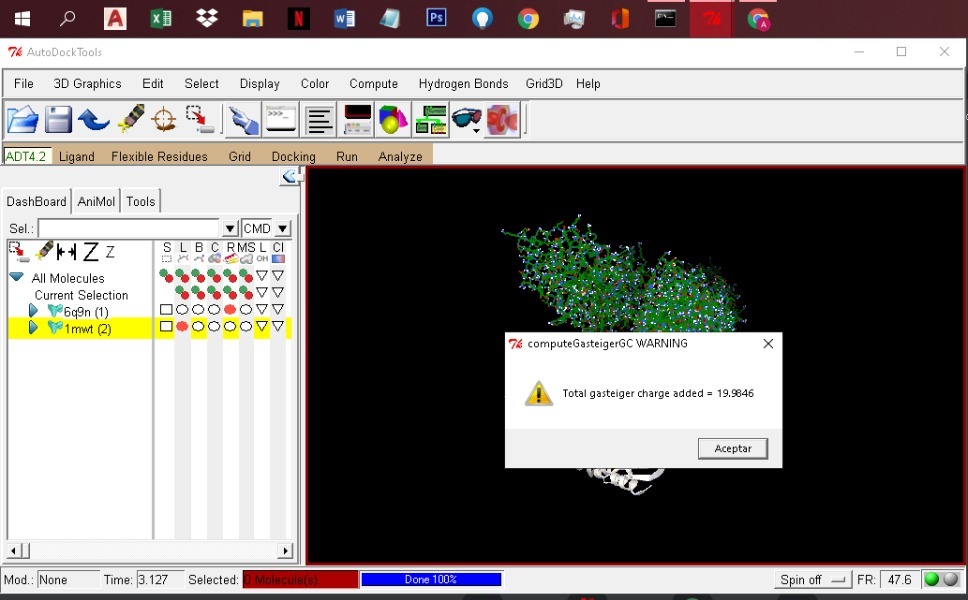 AutoDockTools
File 3D Graphics Edit Select Display Color Compute Hydrogen Bonds Grid3D Help
ADT4.2 Ligand Flexible Residues Grid Docking Run Analyze
DashBoard AniMol Tools
Sel.: CMD
Z Z S L B C R MS L Cl
All Molecules
Current Selection
6q9n (1)
1mwt (2)
computeGasteigerGC WARNING
Total gasteiger charge added = 19.9846
Aceptar
Mod.: None Time: 3.127 Selected: 0 Molecule(s) Done 100% Spin off FR: 47.6